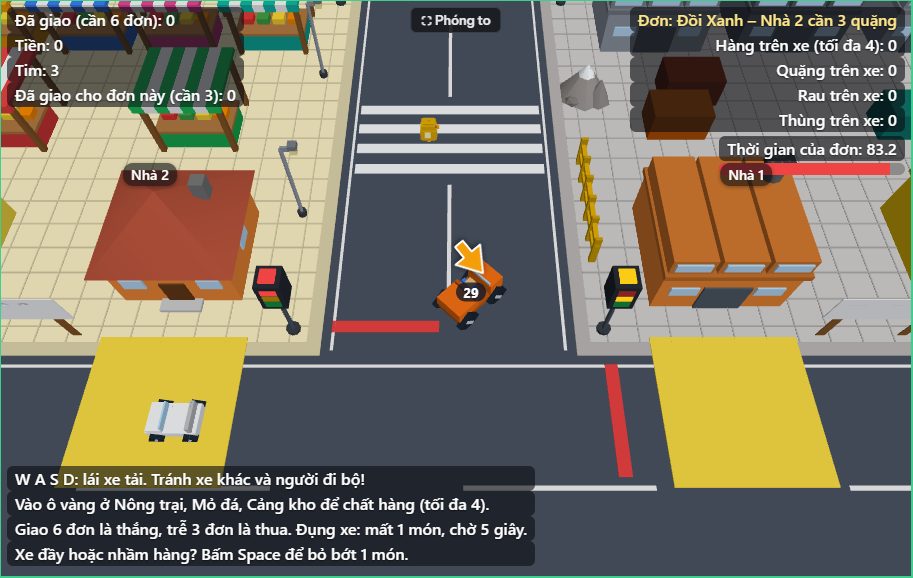 Đã giao (cần 6 đơn): 0
Tiền: 0
Tim: 3
Đã giao cho đơn này (cần 3): 0
Phóng to
Đơn: Đồi Xanh – Nhà 2 cần 3 quặng
Hàng trên xe (tối đa 4): 0
Quặng trên xe: 0
Rau trên xe: 0
Thùng trên xe: 0
Thời gian của đơn: 83.2
Nhà 2
Nhà 1
29
W A S D: lái xe tải. Tránh xe khác và người đi bộ!
Vào ô vàng ở Nông trại, Mỏ đá, Cảng kho để chất hàng (tối đa 4).
Giao 6 đơn là thắng, trễ 3 đơn là thua. Đụng xe: mất 1 món, chờ 5 giây.
Xe đầy hoặc nhầm hàng? Bấm Space để bỏ bớt 1 món.